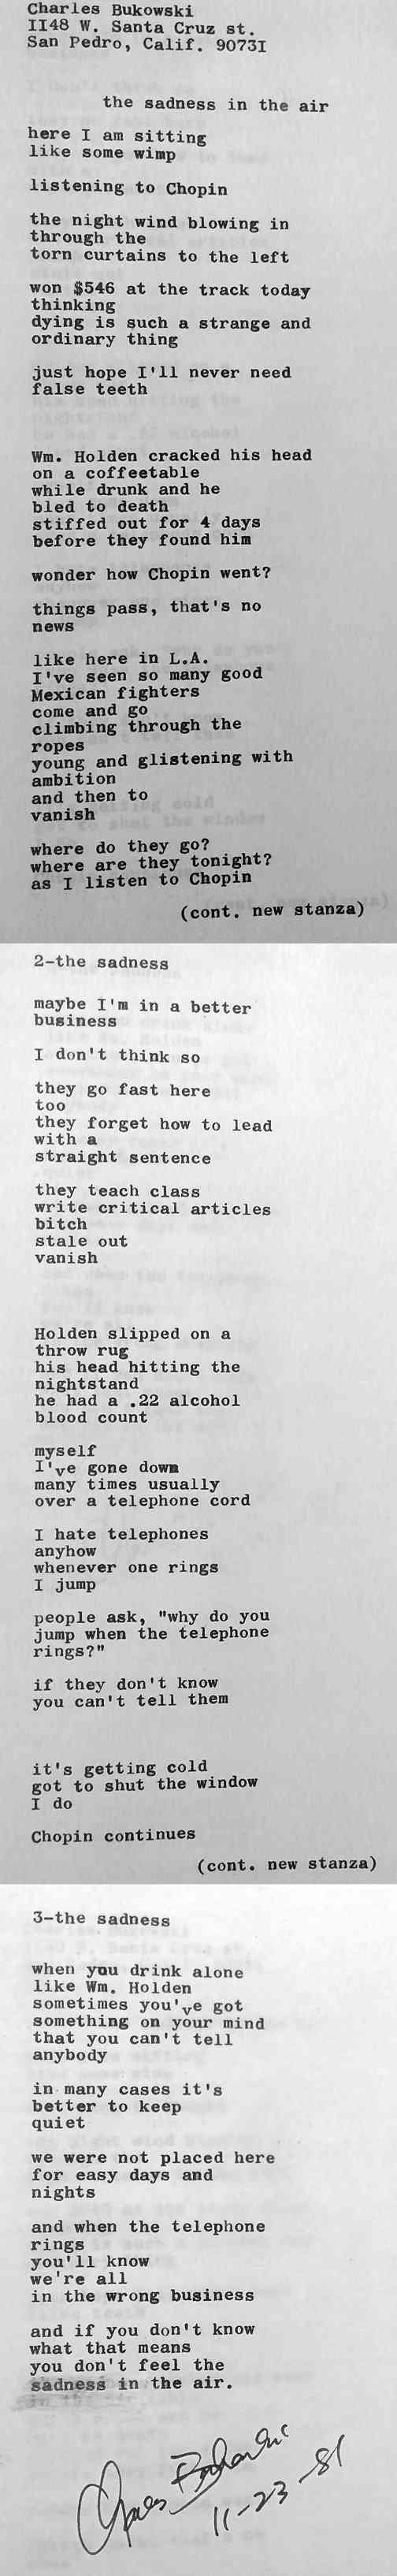 Charles Bukowski
II48 W. Santa Cruz st.
San Pedro, Calif. 9073I
the sadness in the air
here I am sitting
like some wimp
listening to Chopin
the night wind blowing in
through the
torn curtains to the left
won $546 at the track today
thinking
dying is such a strange and
ordinary thing
just hope I'll never need
false teeth
Wm. Holden cracked his head
on a coffeetable
while drunk and he
bled to death
stiffed out for 4 days
before they found him
wonder how Chopin went?
things pass, that's no
news
like here in L.A.
I've seen so many good
Mexican fighters
come and go
climbing through the
ropes
young and glistening with
ambition
and then to
vanish
where do they go?
where are they tonight?
as I listen to Chopin
(cont. new stanza)
2-the sadness
maybe I'm in a better
business
I don't think so
they go fast here
too
they forget how to lead
with a
straight sentence
they teach class
write critical articles
bitch
stale out
vanish
Holden slipped on a
throw rug
his head hitting the
nightstand
he had a .22 alcohol
blood count
myself
I've gone down
many times usually
over a telephone cord
I hate telephones
anyhow
whenever one rings
I jump
people ask, "why do you
jump when the telephone
rings?"
if they don't know
you can't tell them
it's getting cold
got to shut the window
I do
Chopin continues
(cont. new stanza)
3-the sadness
when you drink alone
like Wm. Holden
sometimes you've got
something on your mind
that you can't tell
anybody
in many cases it's
better to keep
quiet
we were not placed here
for easy days and
nights
and when the telephone
rings
you'll know
we're all
in the wrong business
and if you don't know
what that means
you don't feel the
sadness in the air.
Charles Bukowski
11-23-81